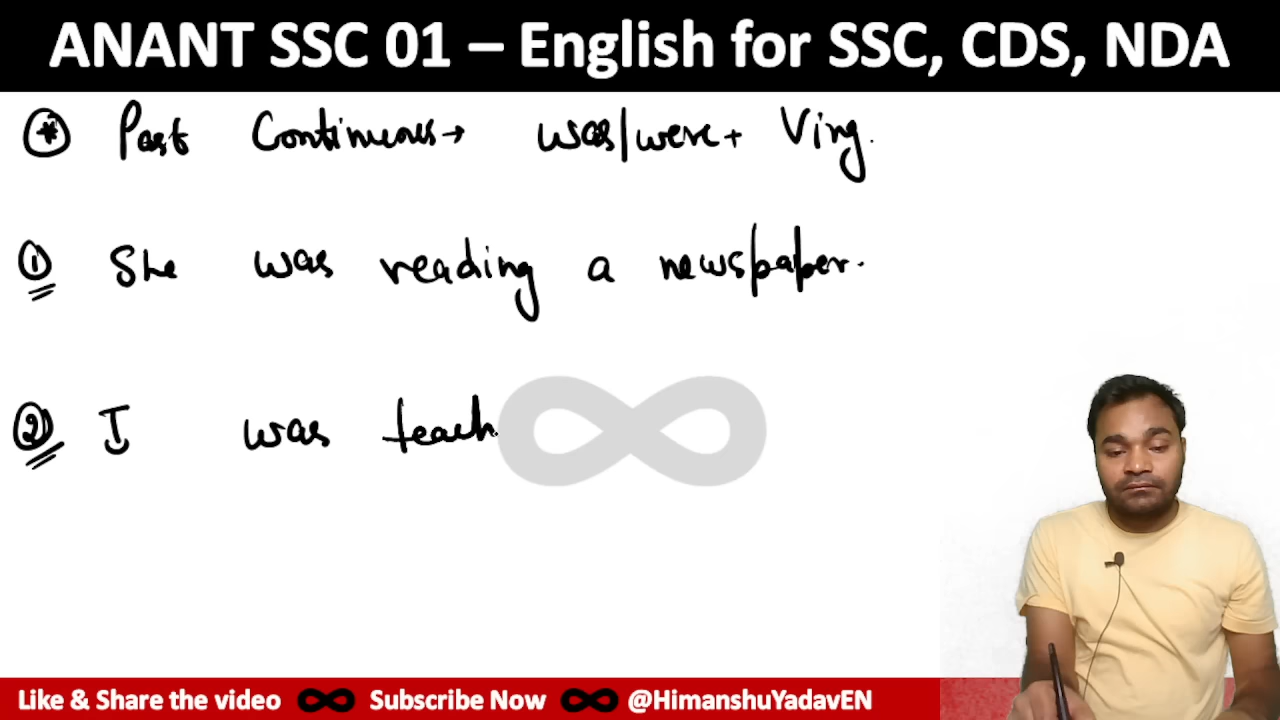 ANANT SSC 01 – English for SSC, CDS, NDA
* Past Continuous → was/were + Ving.
① She was reading a newspaper.
② I was teach
Like & Share the video Subscribe Now @HimanshuYadavEN